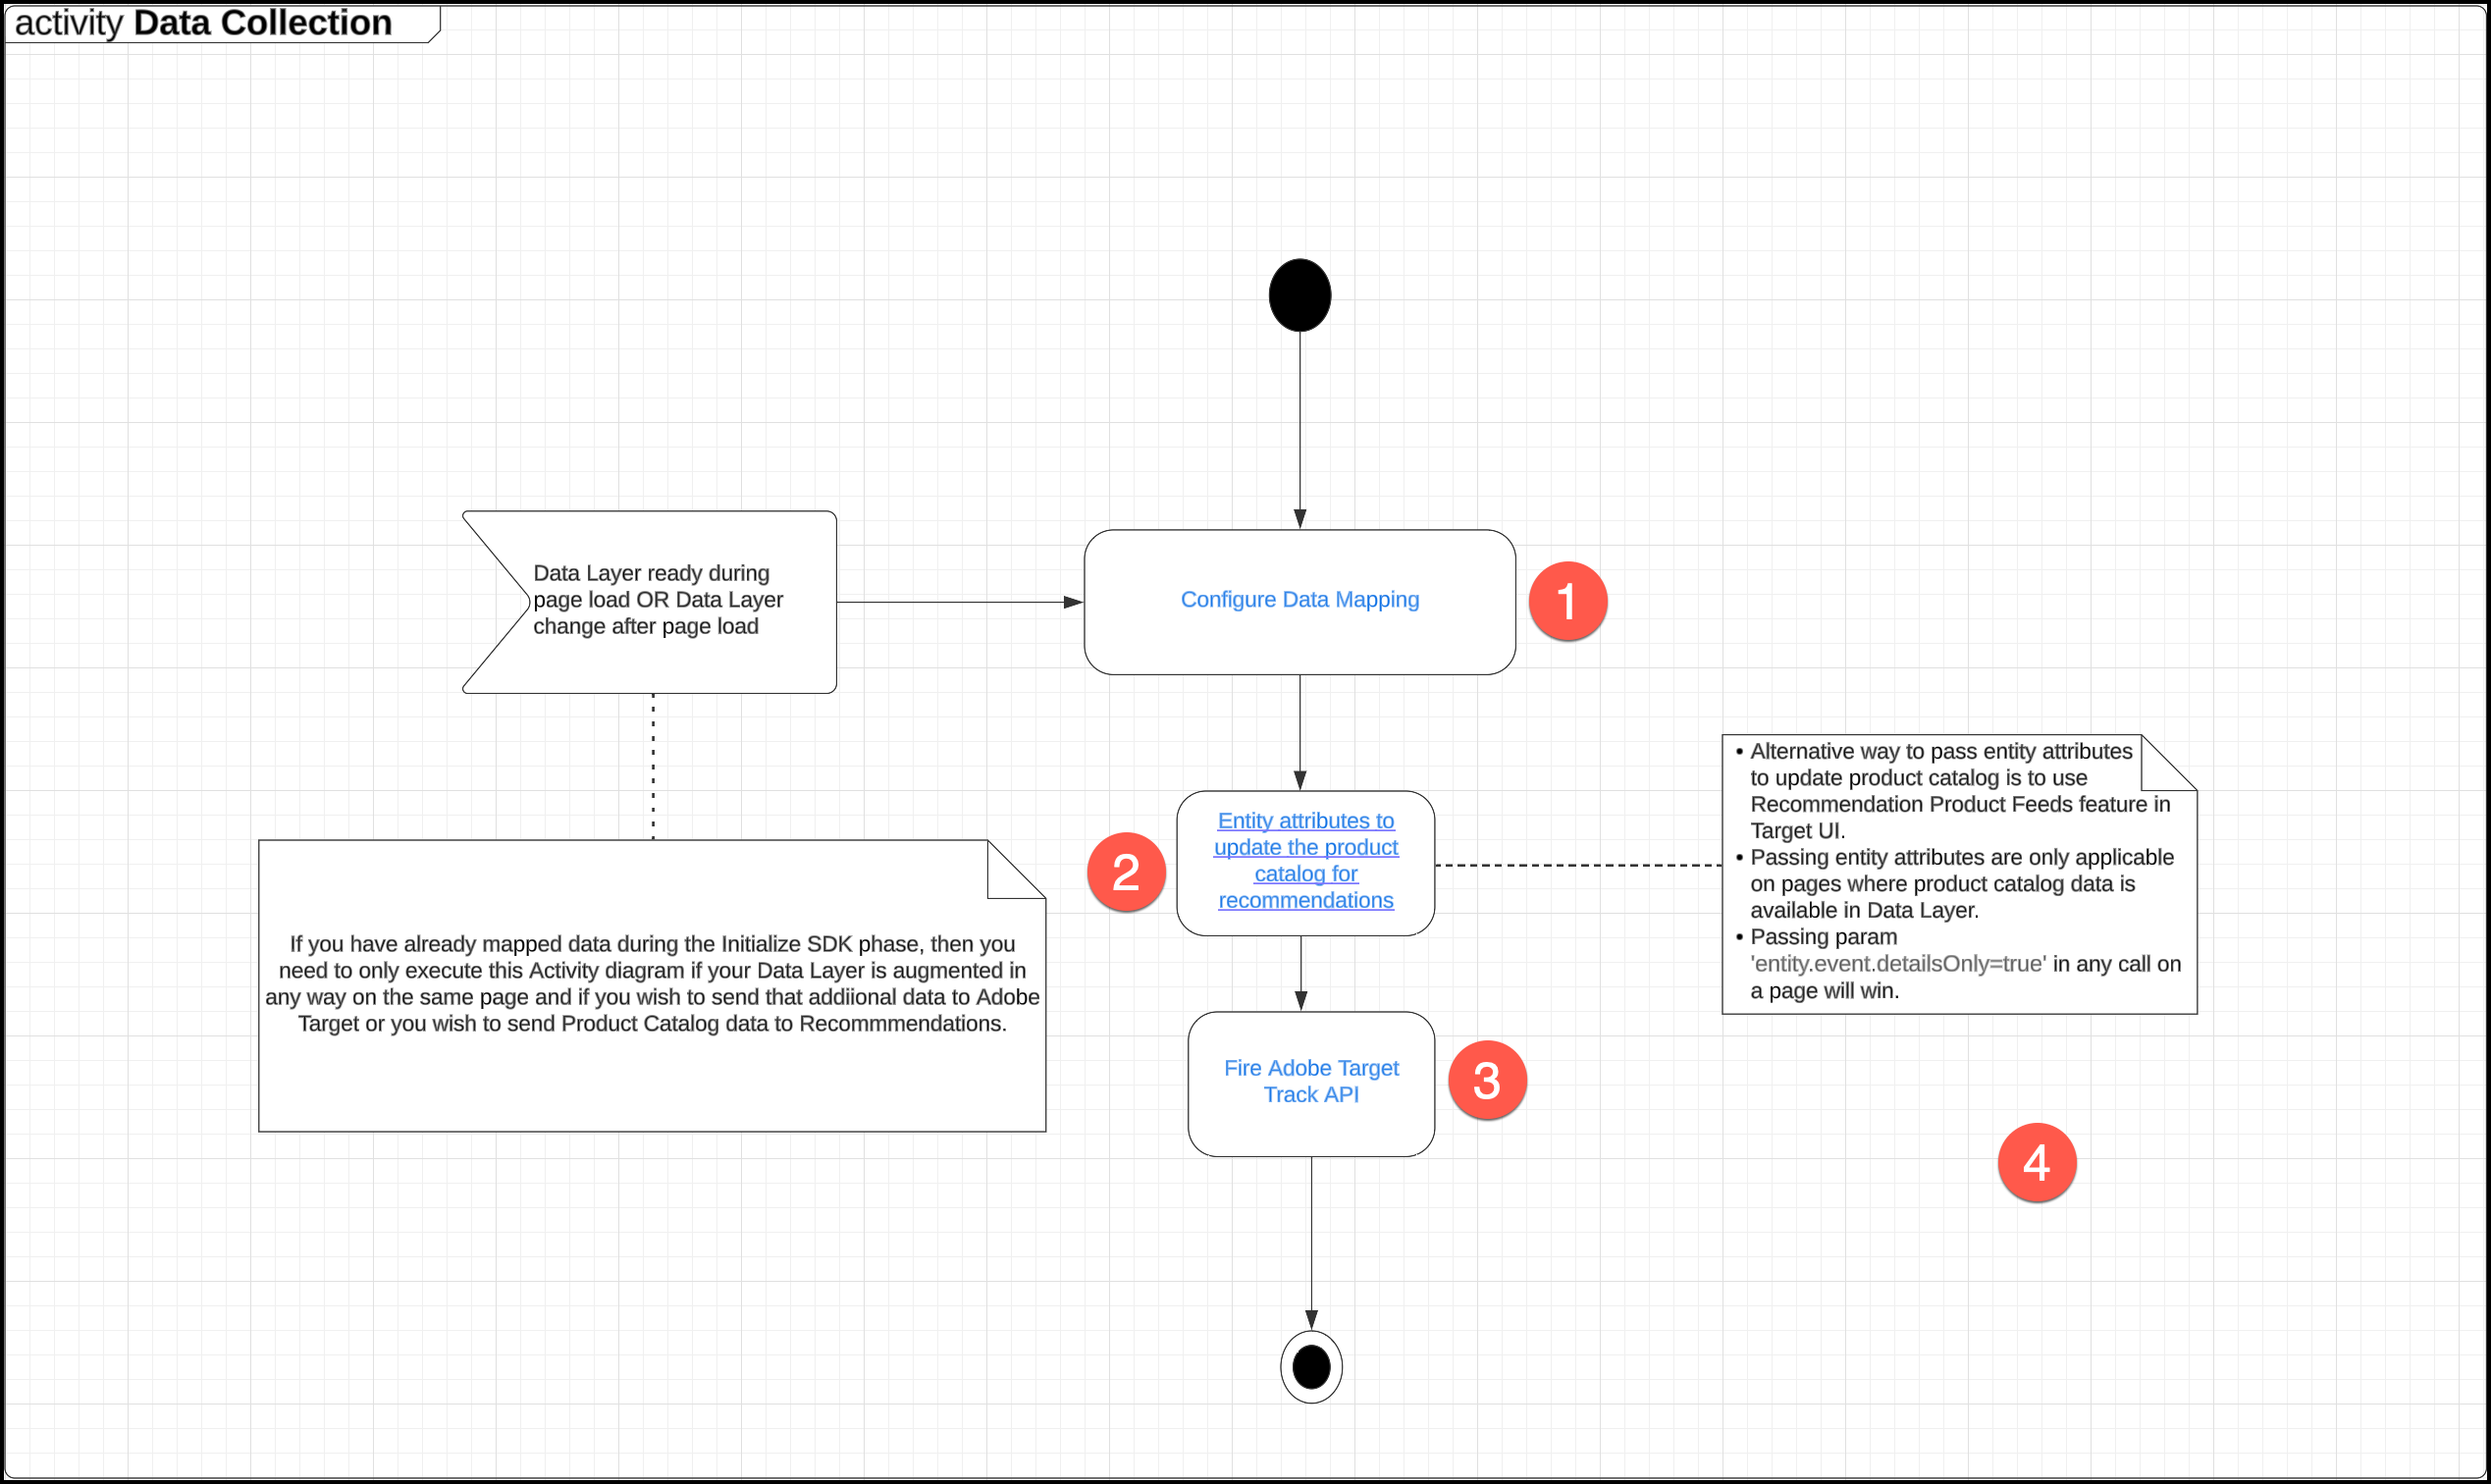 activity Data Collection
Data Layer ready during
page load OR Data Layer
change after page load
Configure Data Mapping
1
Entity attributes to
update the product
catalog for
recommendations
2
• Alternative way to pass entity attributes
to update product catalog is to use
Recommendation Product Feeds feature in
Target UI.
• Passing entity attributes are only applicable
on pages where product catalog data is
available in Data Layer.
• Passing param
'entity.event.detailsOnly=true' in any call on
a page will win.
If you have already mapped data during the Initialize SDK phase, then you
need to only execute this Activity diagram if your Data Layer is augmented in
any way on the same page and if you wish to send that addiional data to Adobe
Target or you wish to send Product Catalog data to Recommmendations.
Fire Adobe Target
Track API
3
4